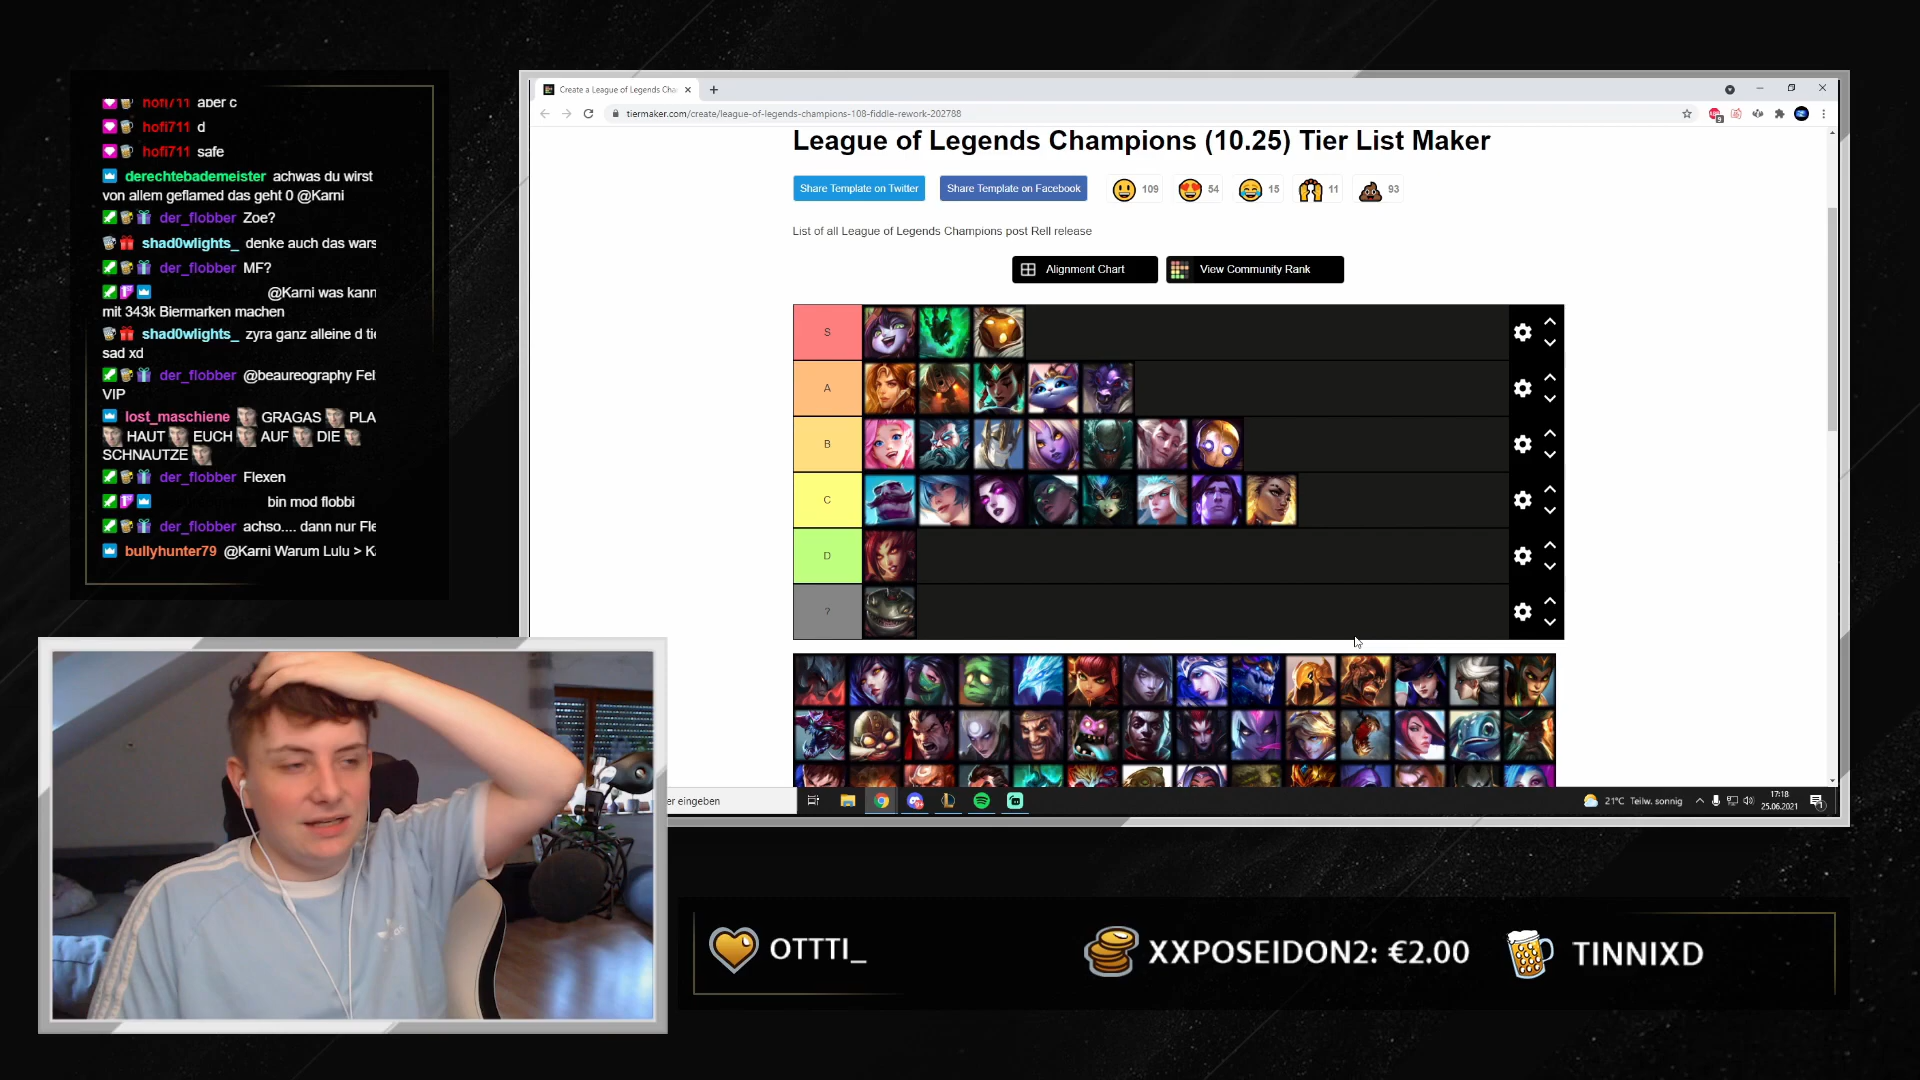 hofi711 aber c
hofi711 d
hofi711 safe
derechtebademeister achwas du wirst
von allem geflamed das geht 0 @Karni
der_flobber Zoe?
shad0wlights_ denke auch das wars
der_flobber MF?
@Karni was kann
mit 343k Biermarken machen
shad0wlights_ zyra ganz alleine d tie
sad xd
der_flobber @beaureography Fel
VIP
lost_maschiene GRAGAS PLA
HAUT EUCH AUF DIE
SCHNAUTZE
der_flobber Flexen
bin mod flobbi
der_flobber achso.... dann nur Fle
bullyhunter79 @Karni Warum Lulu > Ka
Create a League of Legends Cha
tiermaker.com/create/league-of-legends-champions-108-fiddle-rework-202788
League of Legends Champions (10.25) Tier List Maker
Share Template on Twitter
Share Template on Facebook
109
54
15
11
93
List of all League of Legends Champions post Rell release
Alignment Chart
View Community Rank
S
A
B
C
D
?
er eingeben
21°C Teilw. sonnig
17:18
25.06.2021
OTTTI_
XXPOSEIDON2: €2.00
TINNIXD